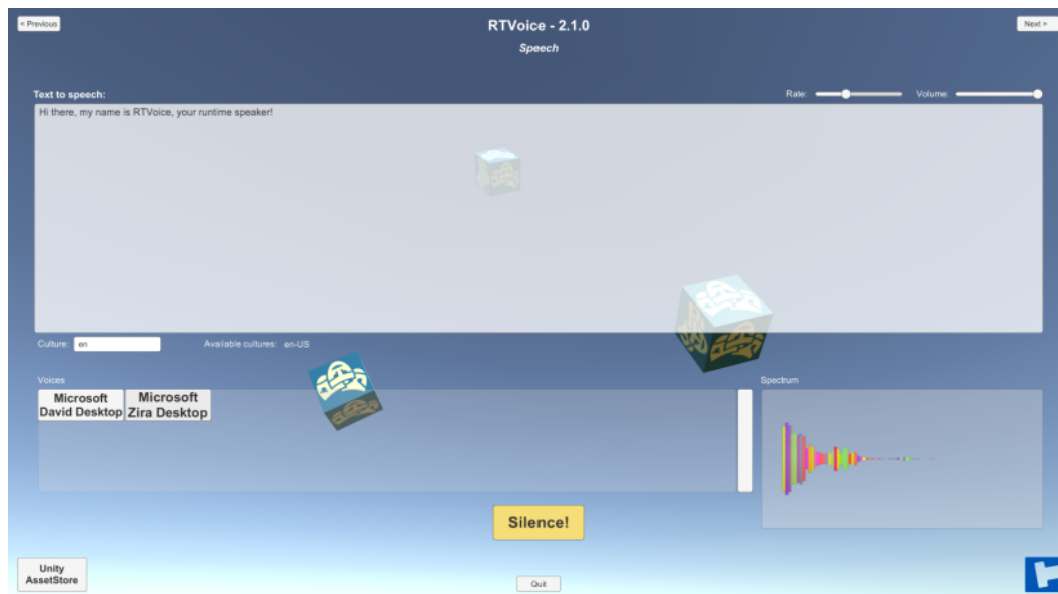 < Previous
RTVoice - 2.1.0
Next >
Speech
Text to speech:
Rate:
Volume:
Hi there, my name is RTVoice, your runtime speaker!
Culture:
en
Available cultures:
en-US
Voices
Spectrum
Microsoft
David Desktop
Microsoft
Zira Desktop
Silence!
Unity
AssetStore
Quit